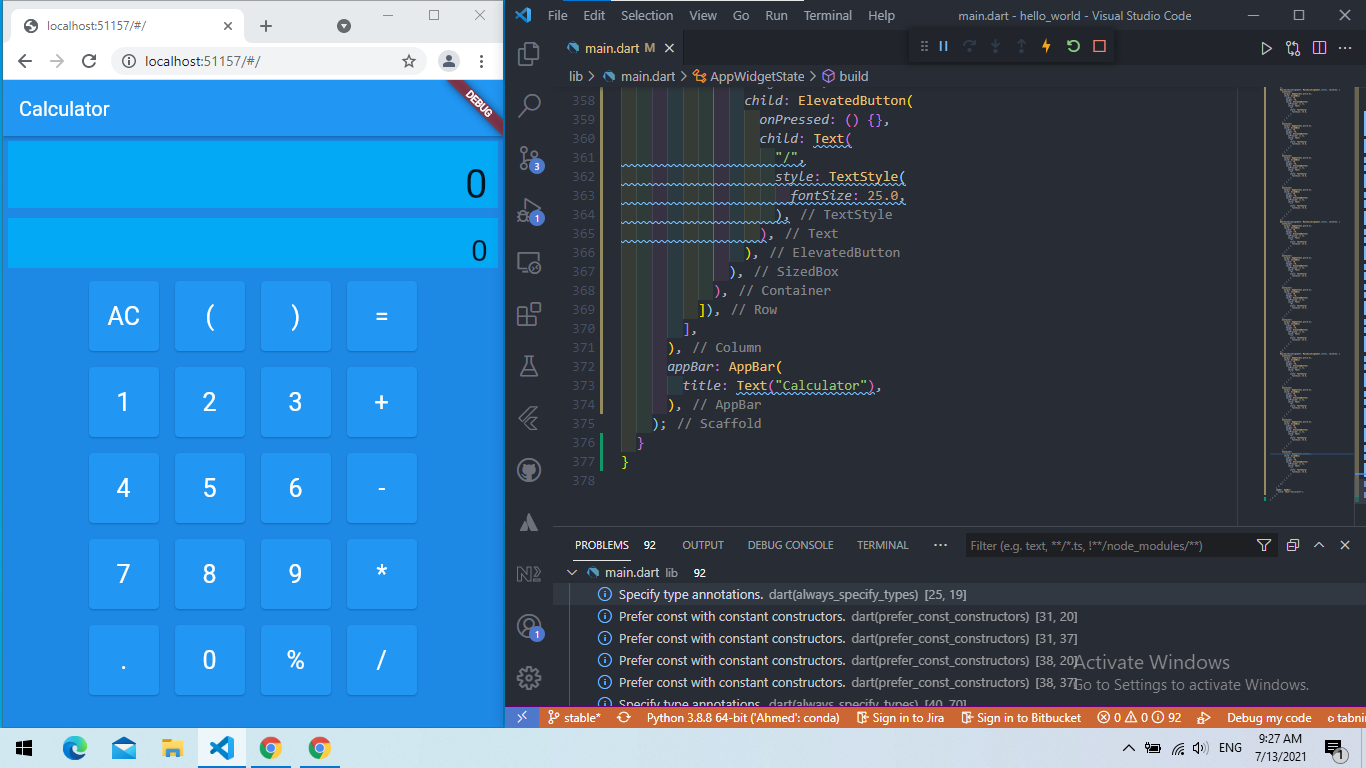 localhost:51157/#/
localhost:51157/#/
Calculator
DEBUG
0
0
AC ( ) =
1 2 3 +
4 5 6 -
7 8 9 *
. 0 % /
File Edit Selection View Go Run Terminal Help
main.dart - hello_world - Visual Studio Code
main.dart M
lib > main.dart > AppWidgetState > build
358 child: ElevatedButton(
359 onPressed: () {},
360 child: Text(
361 "/",
362 style: TextStyle(
363 fontSize: 25.0,
364 ), // TextStyle
365 ), // Text
366 ), // ElevatedButton
367 ), // SizedBox
368 ), // Container
369 ]), // Row
370 ],
371 ), // Column
372 appBar: AppBar(
373 title: Text("Calculator"),
374 ), // AppBar
375 ); // Scaffold
376 }
377 }
378
3
1
1
PROBLEMS 92 OUTPUT DEBUG CONSOLE TERMINAL ···
Filter (e.g. text, **/*.ts, !**/node_modules/**)
main.dart lib 92
Specify type annotations. dart(always_specify_types) [25, 19]
Prefer const with constant constructors. dart(prefer_const_constructors) [31, 20]
Prefer const with constant constructors. dart(prefer_const_constructors) [31, 37]
Prefer const with constant constructors. dart(prefer_const_constructors) [38, 20]
Prefer const with constant constructors. dart(prefer_const_constructors) [38, 37]
Specify type annotations. dart(always_specify_types) [40, 70]
Activate Windows
Go to Settings to activate Windows.
stable* Python 3.8.8 64-bit ('Ahmed': conda) Sign in to Jira Sign in to Bitbucket 0 0 92 Debug my code tabnin
ENG
9:27 AM
7/13/2021
1